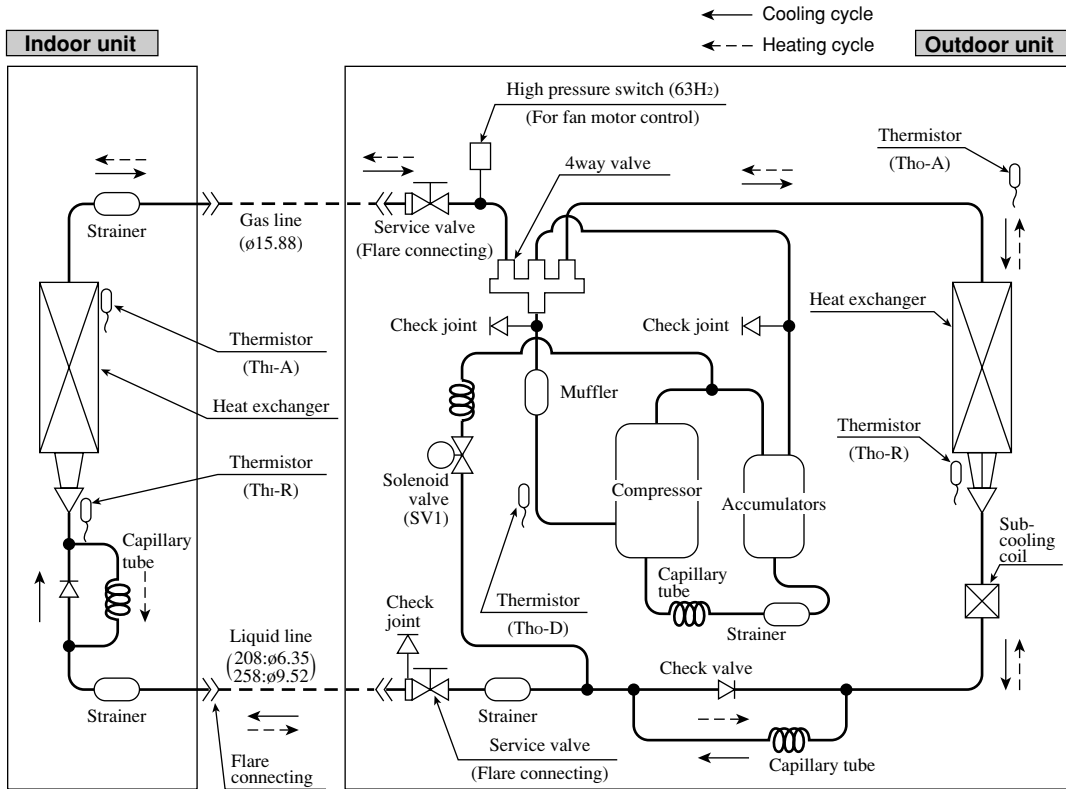 Cooling cycle
Heating cycle
Indoor unit
Outdoor unit
High pressure switch (63H2)
(For fan motor control)
4way valve
Thermistor
(ThO-A)
Strainer
Gas line
(ø15.88)
Service valve
(Flare connecting)
Thermistor
(ThI-A)
Heat exchanger
Check joint
Check joint
Heat exchanger
Muffler
Thermistor
(ThI-R)
Solenoid
valve
(SV1)
Compressor
Accumulators
Thermistor
(ThO-R)
Capillary
tube
Sub-
cooling
coil
Capillary
tube
Strainer
Thermistor
(ThO-D)
Check
joint
Liquid line
(208:ø6.35
258:ø9.52)
Strainer
Strainer
Check valve
Flare
connecting
Service valve
(Flare connecting)
Capillary tube